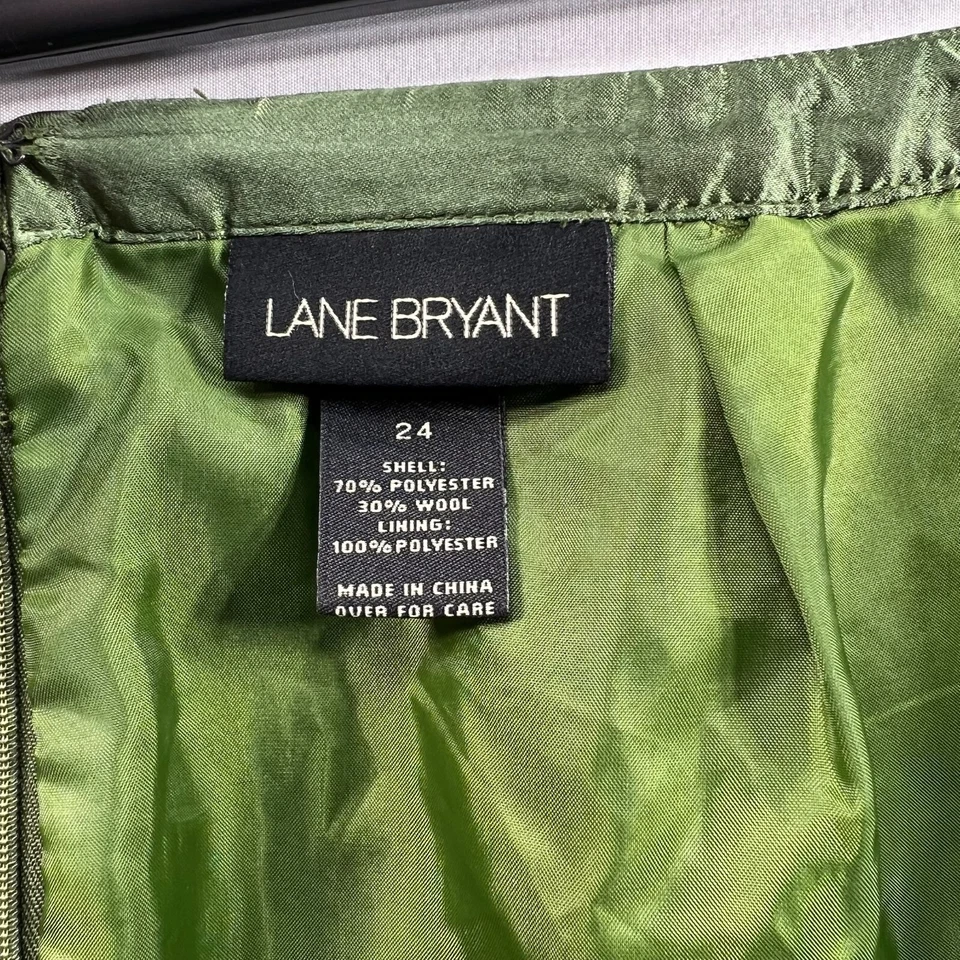 LANE BRYANT
24
SHELL:
70% POLYESTER
30% WOOL
LINING:
100% POLYESTER
MADE IN CHINA
OVER FOR CARE